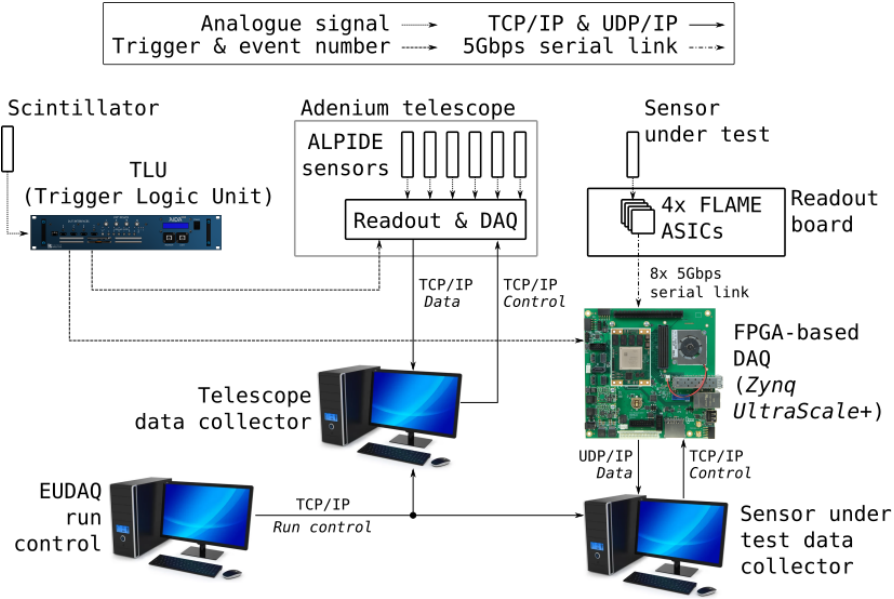 Analogue signal
TCP/IP & UDP/IP
Trigger & event number
5Gbps serial link
Scintillator
Adenium telescope
Sensor
under test
TLU
(Trigger Logic Unit)
ALPIDE
sensors
Readout & DAQ
4x FLAME
ASICs
Readout
board
TCP/IP
Data
TCP/IP
Control
8x 5Gbps
serial link
FPGA-based
DAQ
(Zynq
UltraScale+)
Telescope
data collector
UDP/IP
Data
TCP/IP
Control
EUDAQ
run
control
TCP/IP
Run control
Sensor under
test data
collector